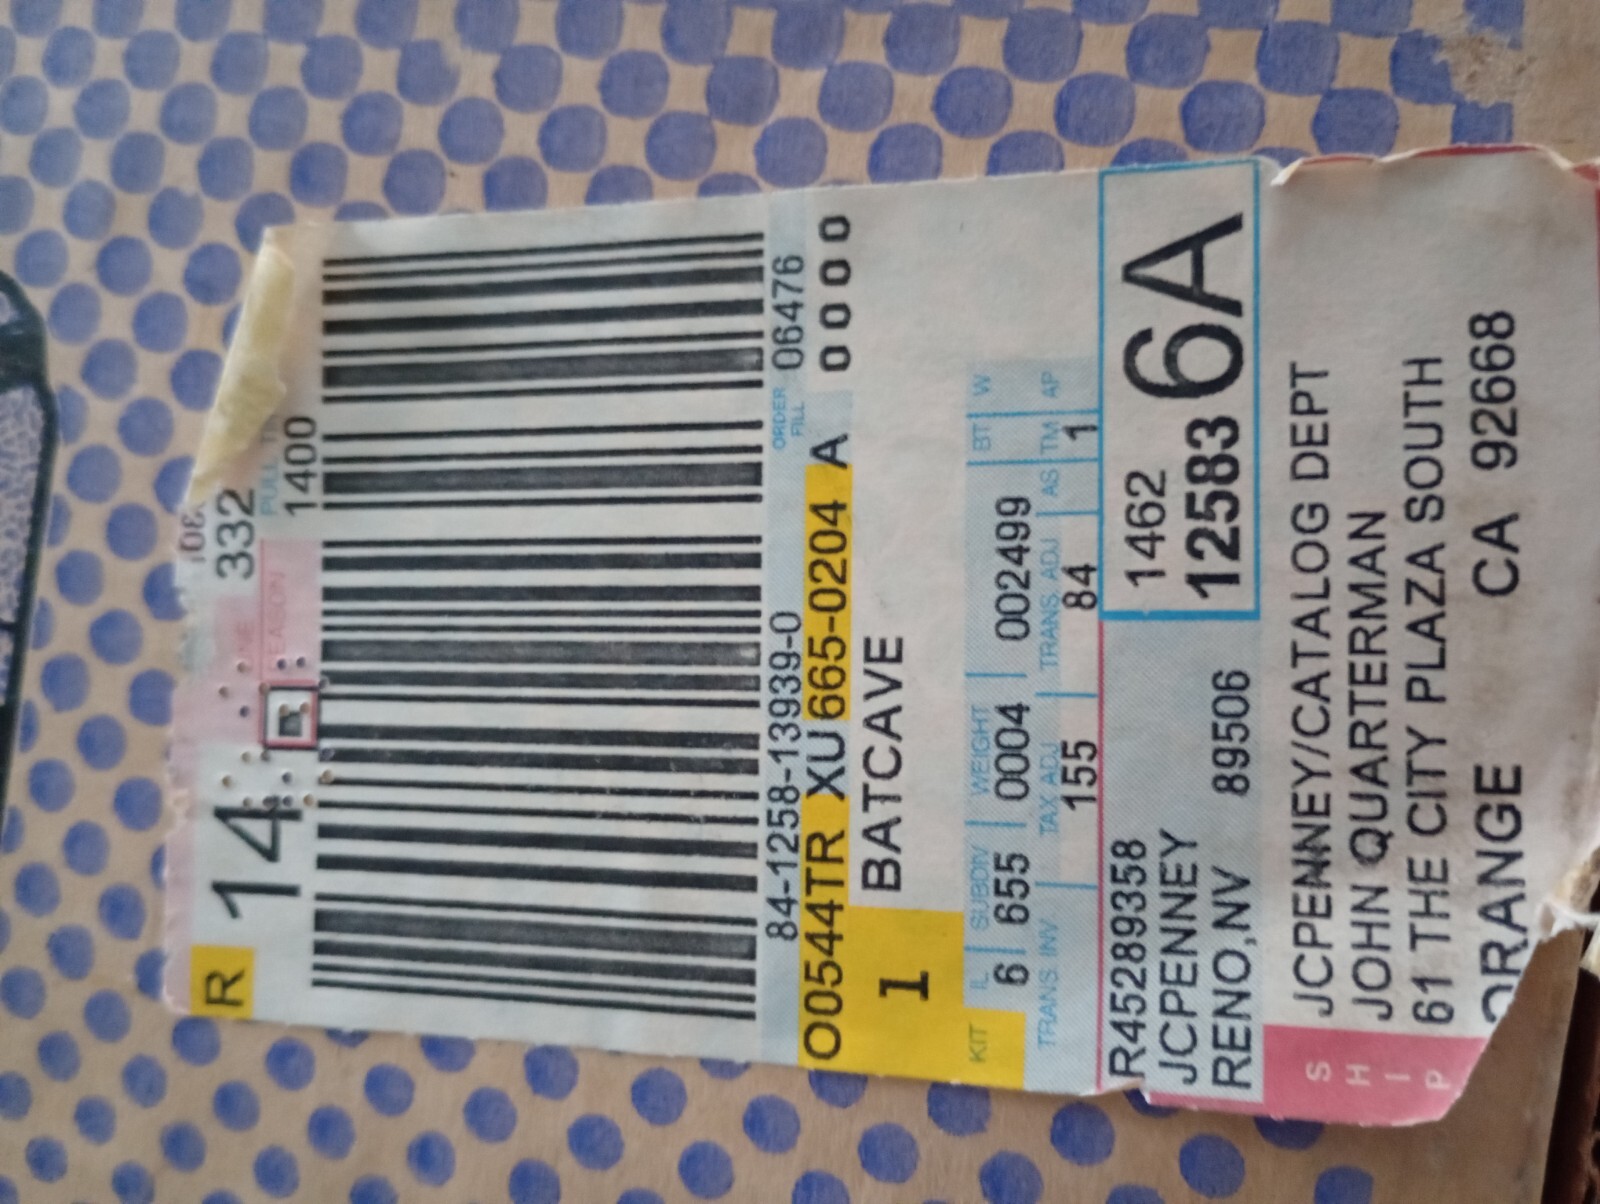 R 14 332
PULL
SEASON 1400
84-1258-13939-0 ORDER FILL 06476
O0544TR XU 665-0204 A 0000
1 BATCAVE
KIT IL SUBDIV WEIGHT BT W
6 655 0004 002499
TRANS. INV. TAX ADJ TRANS. ADJ AS TM AP
155 84 1
R45289358
JCPENNEY 1462
RENO,NV 89506 12583 6A
SHIP
JCPENNEY/CATALOG DEPT
JOHN QUARTERMAN
61 THE CITY PLAZA SOUTH
ORANGE CA 92668